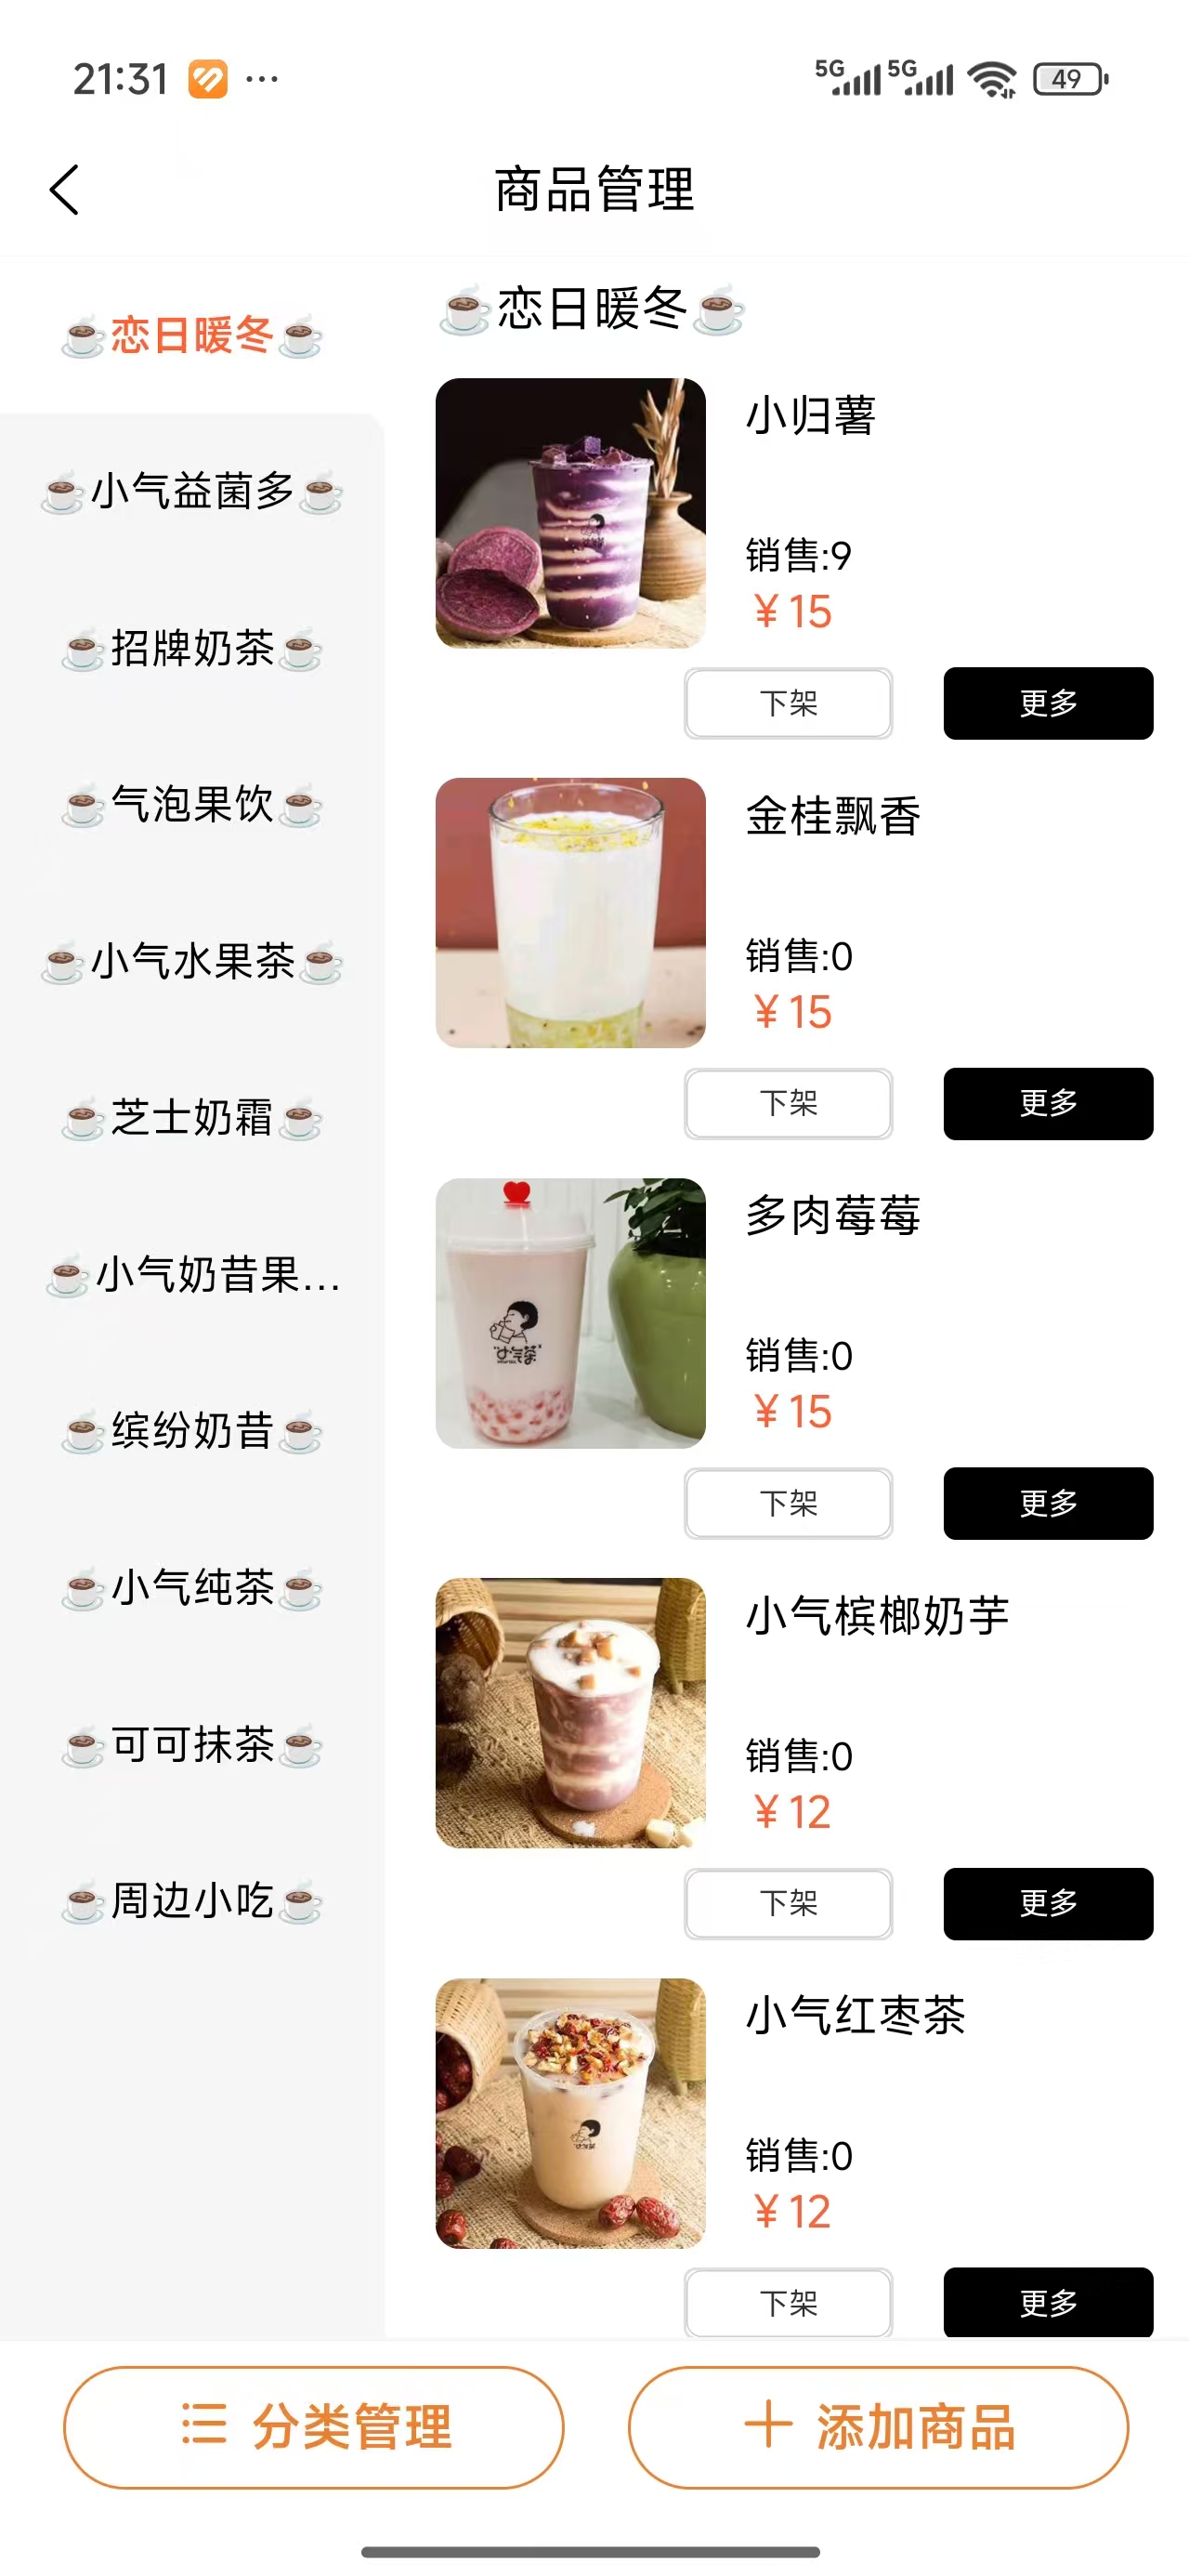 21:31 ...
5G 5G 49
商品管理
☕恋日暖冬☕
☕小气益菌多☕
☕招牌奶茶☕
☕气泡果饮☕
☕小气水果茶☕
☕芝士奶霜☕
☕小气奶昔果...
☕缤纷奶昔☕
☕小气纯茶☕
☕可可抹茶☕
☕周边小吃☕
☕恋日暖冬☕
小归薯
销售:9
¥15
下架 更多
金桂飘香
销售:0
¥15
下架 更多
多肉莓莓
销售:0
¥15
下架 更多
小气茶
小气槟榔奶芋
销售:0
¥12
下架 更多
小气红枣茶
销售:0
¥12
下架 更多
分类管理
添加商品